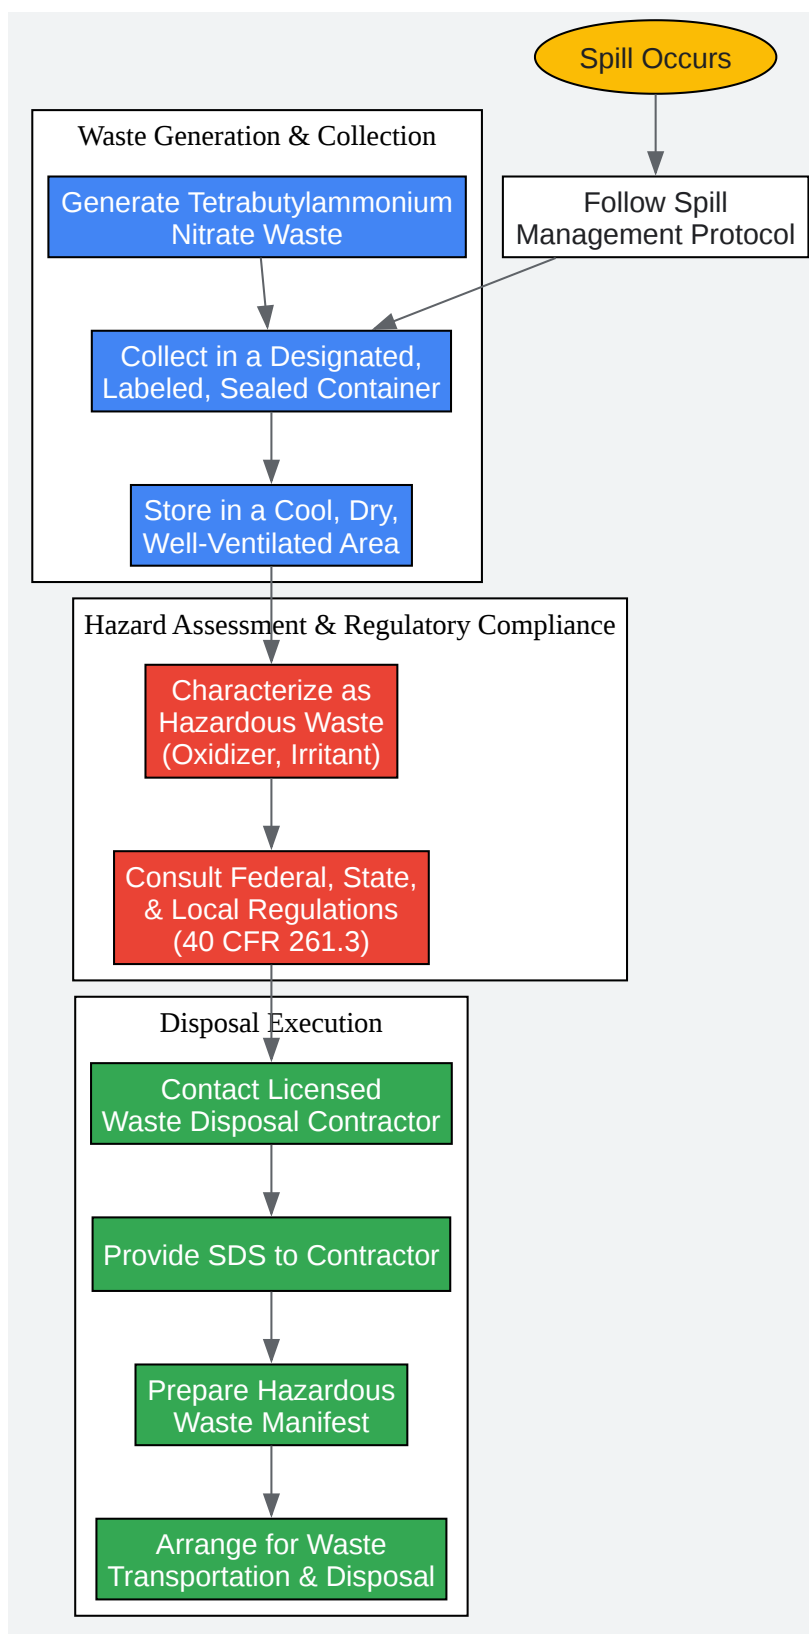 Spill Occurs
Waste Generation & Collection
Generate Tetrabutylammonium
Nitrate Waste
Follow Spill
Management Protocol
Collect in a Designated,
Labeled, Sealed Container
Store in a Cool, Dry,
Well-Ventilated Area
Hazard Assessment & Regulatory Compliance
Characterize as
Hazardous Waste
(Oxidizer, Irritant)
Consult Federal, State,
& Local Regulations
(40 CFR 261.3)
Disposal Execution
Contact Licensed
Waste Disposal Contractor
Provide SDS to Contractor
Prepare Hazardous
Waste Manifest
Arrange for Waste
Transportation & Disposal